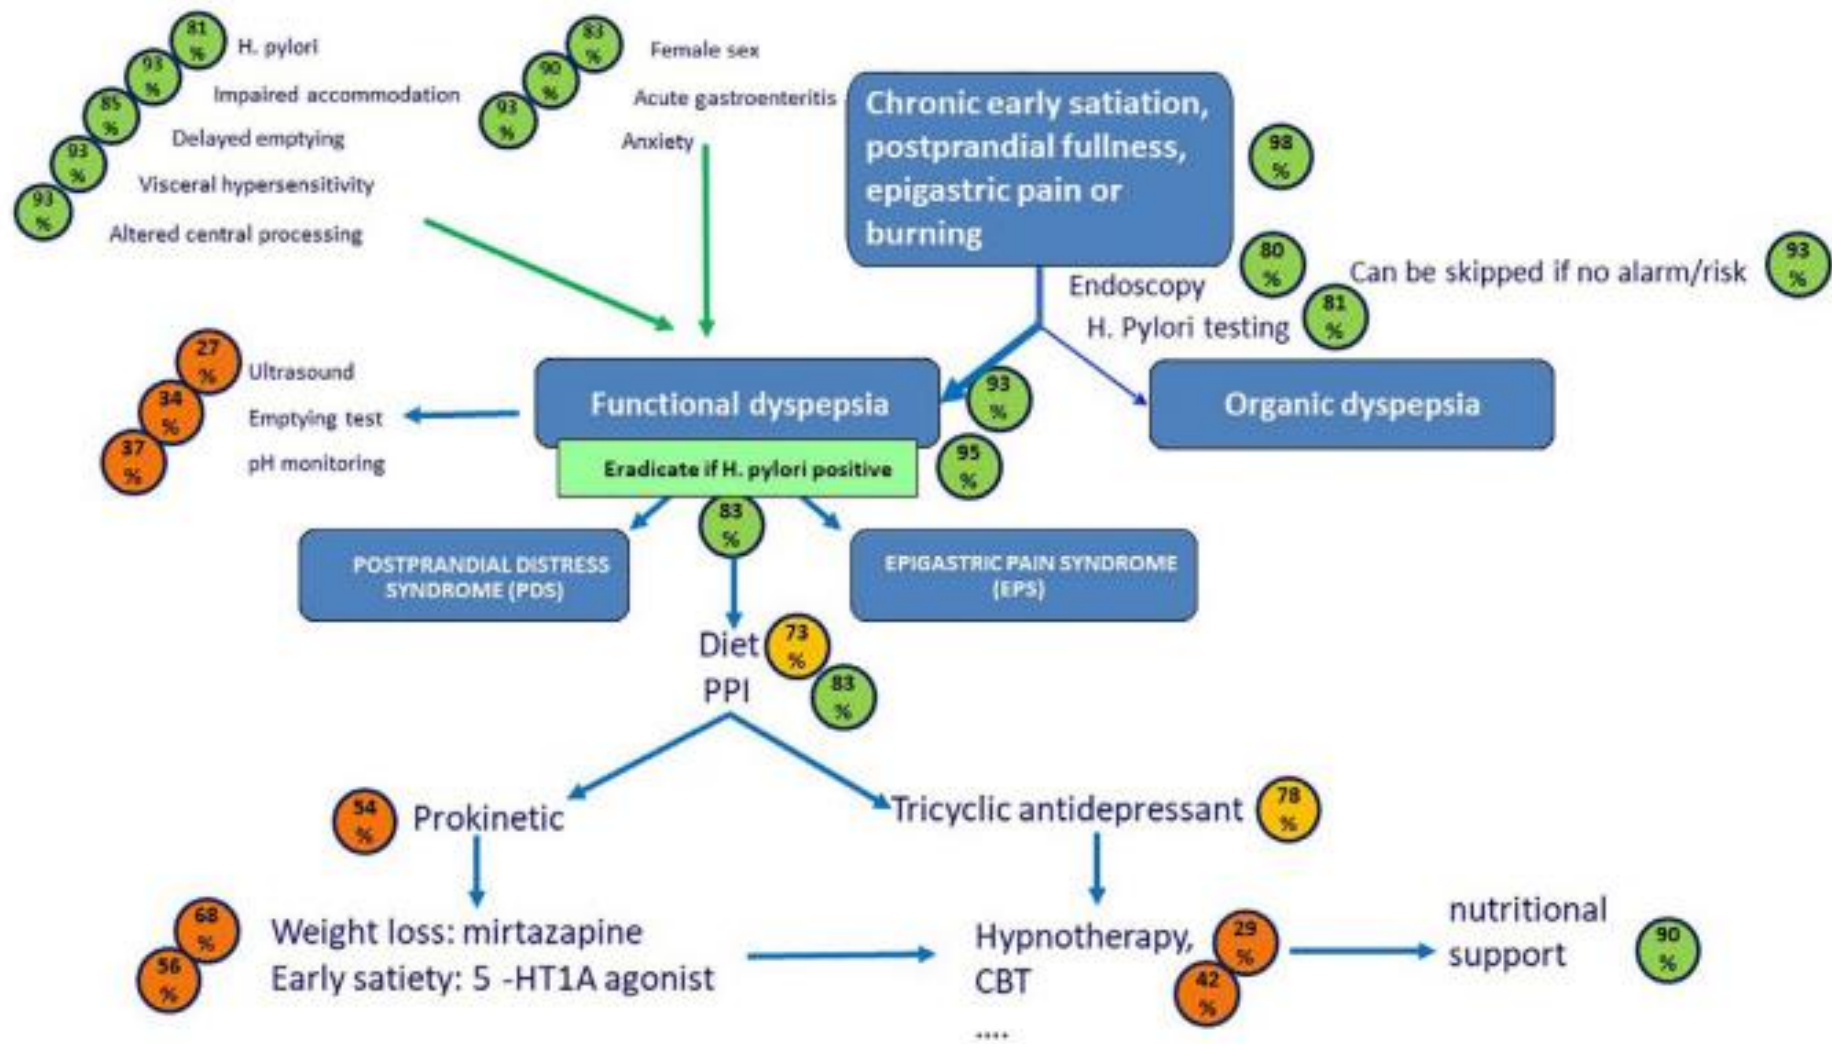 81
%
H. pylori
93
%
Impaired accommodation
85
%
Delayed emptying
93
%
Visceral hypersensitivity
93
%
Altered central processing
83
%
Female sex
90
%
Acute gastroenteritis
93
%
Anxiety
Chronic early satiation,
postprandial fullness,
epigastric pain or
burning
98
%
Endoscopy
80
%
Can be skipped if no alarm/risk
93
%
H. Pylori testing
81
%
27
%
Ultrasound
34
%
Emptying test
37
%
pH monitoring
Functional dyspepsia
93
%
Organic dyspepsia
Eradicate if H. pylori positive
95
%
83
%
POSTPRANDIAL DISTRESS
SYNDROME (PDS)
EPIGASTRIC PAIN SYNDROME
(EPS)
Diet
73
%
PPI
83
%
54
%
Prokinetic
Tricyclic antidepressant
78
%
68
%
Weight loss: mirtazapine
56
%
Early satiety: 5 -HT1A agonist
Hypnotherapy,
29
%
CBT
42
%
....
nutritional
support
90
%